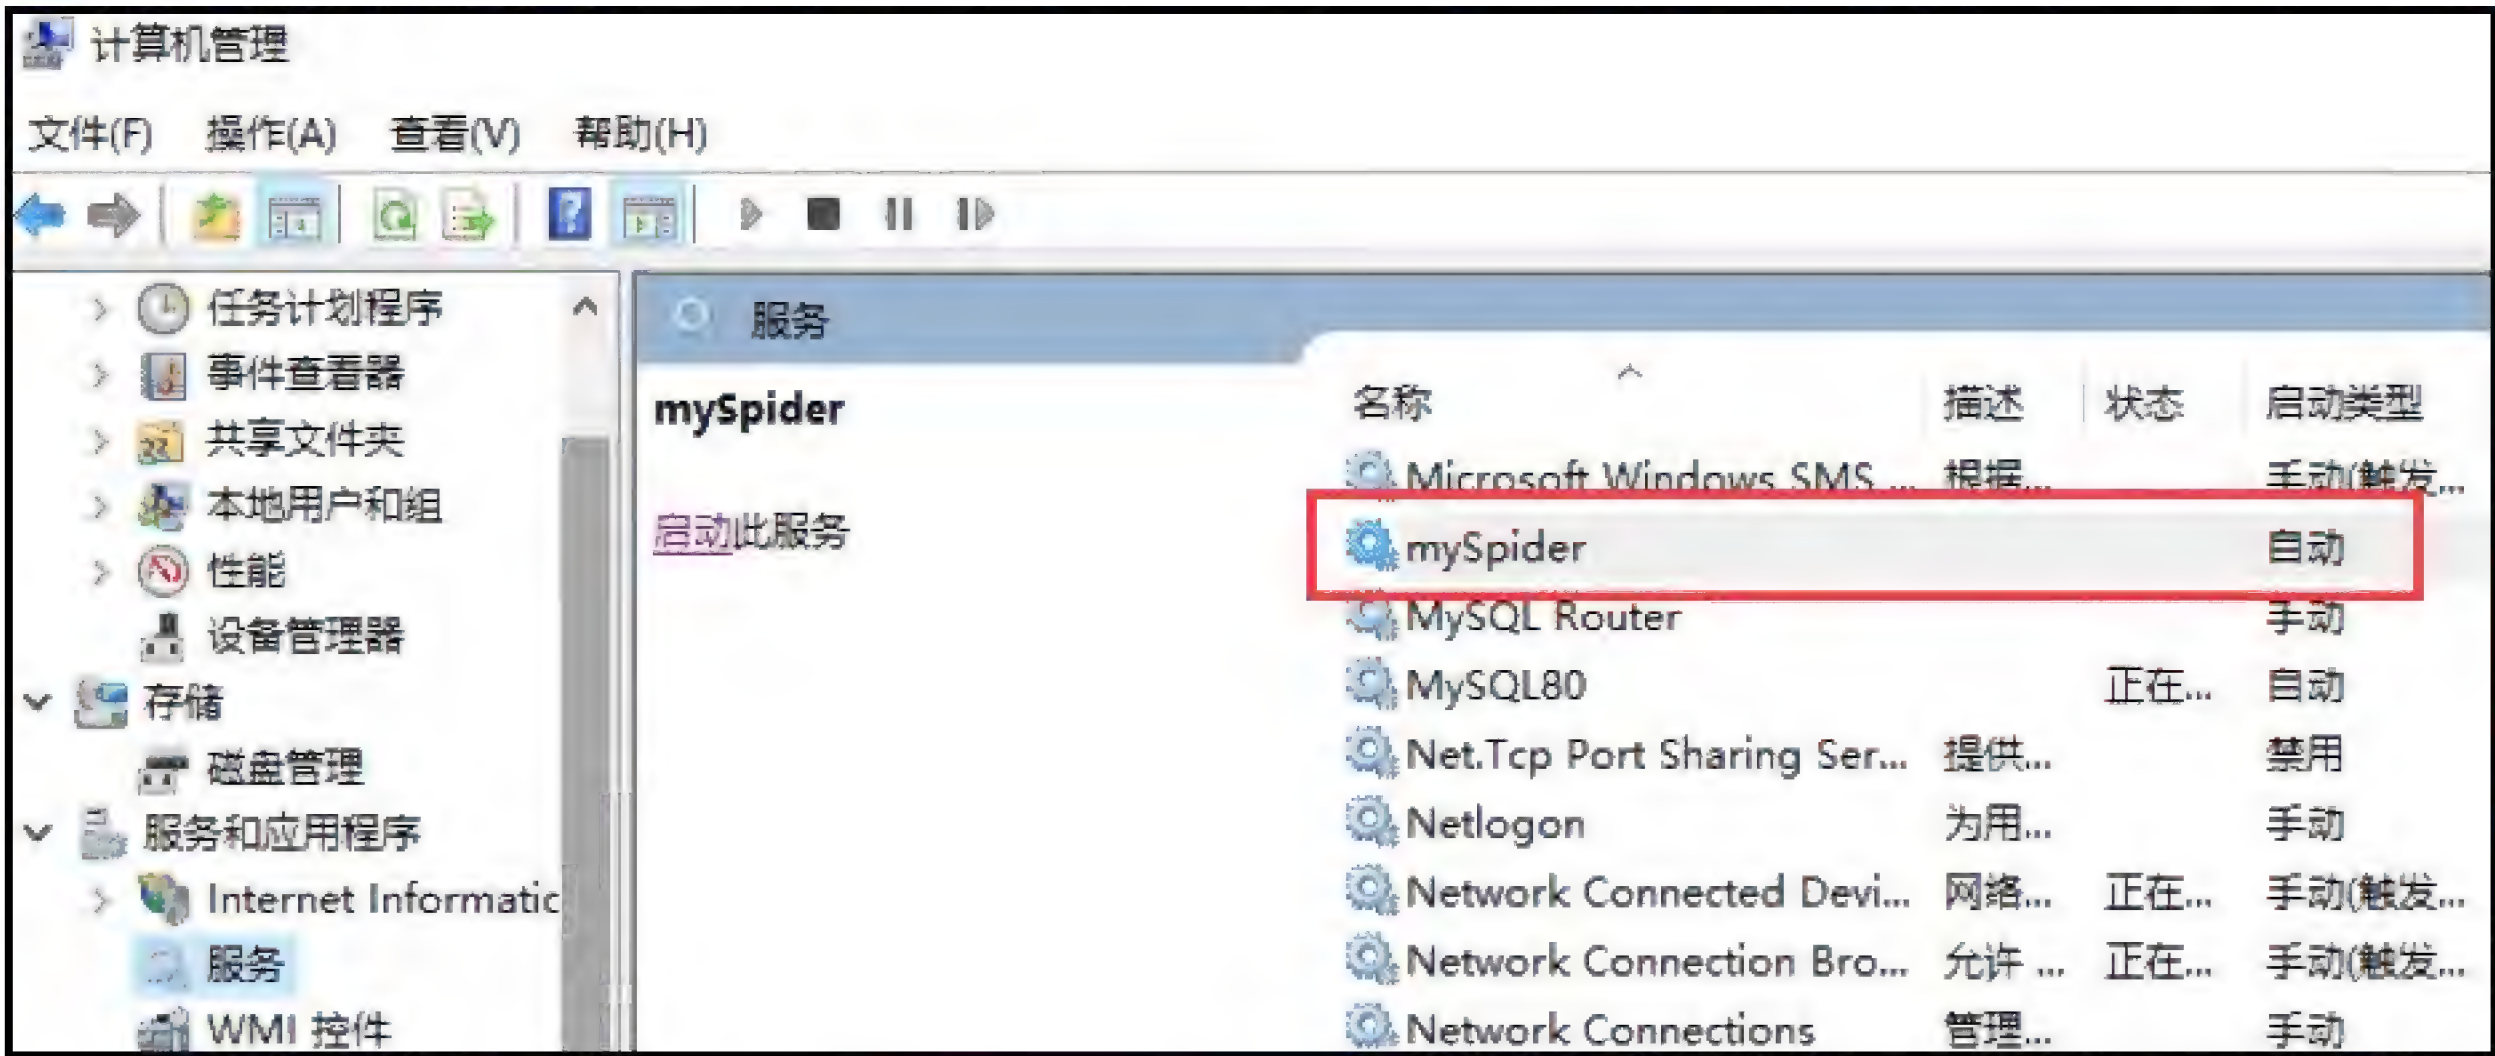 计算机管理
文件(F) 操作(A) 查看(V) 帮助(H)
任务计划程序
事件查看器
共享文件夹
本地用户和组
性能
设备管理器
存储
磁盘管理
服务和应用程序
Internet Informatic
服务
WMI 控件
服务
mySpider
启动此服务
名称 描述 状态 启动类型
Microsoft Windows SMS ... 根据... 手动(触发...
mySpider 自动
MySQL Router 手动
MySQL80 正在... 自动
Net.Tcp Port Sharing Ser... 提供... 禁用
Netlogon 为用... 手动
Network Connected Devi... 网络... 正在... 手动(触发...
Network Connection Bro... 允许 ... 正在... 手动(触发...
Network Connections 管理... 手动